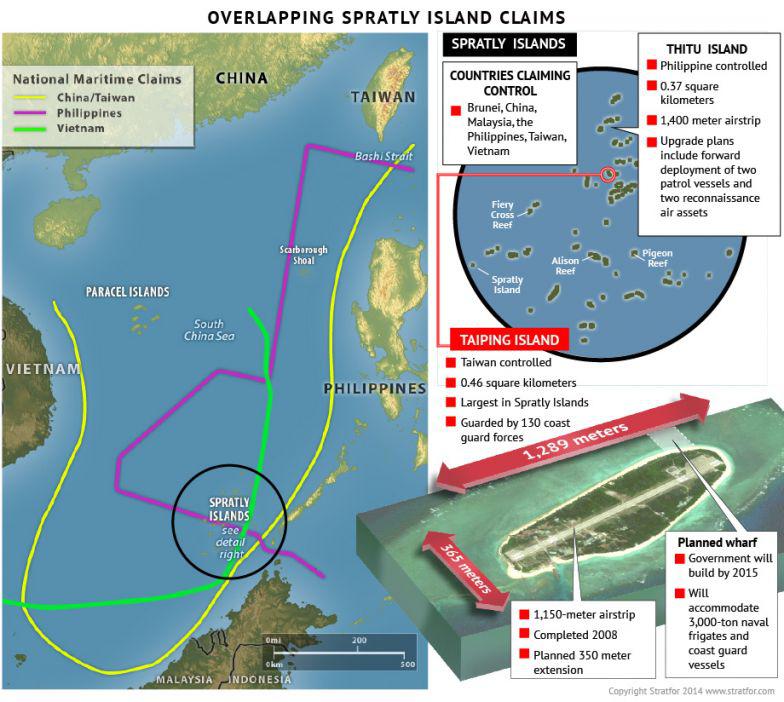 OVERLAPPING SPRATLY ISLAND CLAIMS
National Maritime Claims
China/Taiwan
Philippines
Vietnam
CHINA
TAIWAN
Bashi Strait
Scarborough
Shoal
PARACEL ISLANDS
South
China Sea
VIETNAM
PHILIPPINES
SPRATLY
ISLANDS
see
detail
right
0mi 200
0km 500
MALAYSIA INDONESIA
SPRATLY ISLANDS
COUNTRIES CLAIMING
CONTROL
Brunei, China,
Malaysia, the
Philippines, Taiwan,
Vietnam
THITU ISLAND
Philippine controlled
0.37 square
kilometers
1,400 meter airstrip
Upgrade plans
include forward
deployment of two
patrol vessels and
two reconnaissance
air assets
Fiery
Cross
Reef
Alison
Reef
Pigeon
Reef
Spratly
Island
TAIPING ISLAND
Taiwan controlled
0.46 square kilometers
Largest in Spratly Islands
Guarded by 130 coast
guard forces
1,289 meters
365 meters
1,150-meter airstrip
Completed 2008
Planned 350 meter
extension
Planned wharf
Government will
build by 2015
Will
accommodate
3,000-ton naval
frigates and
coast guard
vessels
Copyright Stratfor 2014 www.stratfor.com